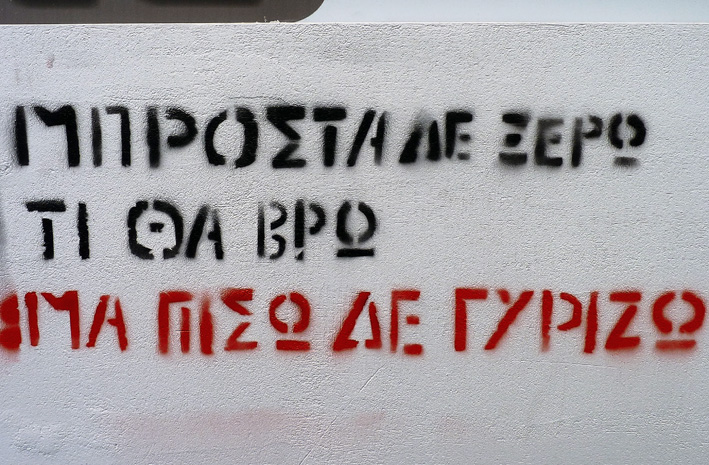 ΜΠΡΟΣΤΑ ΔΕ ΞΕΡΩ
ΤΙ ΘΑ ΒΡΩ
ΜΑ ΠΙΣΩ ΔΕ ΓΥΡΙΖΩ